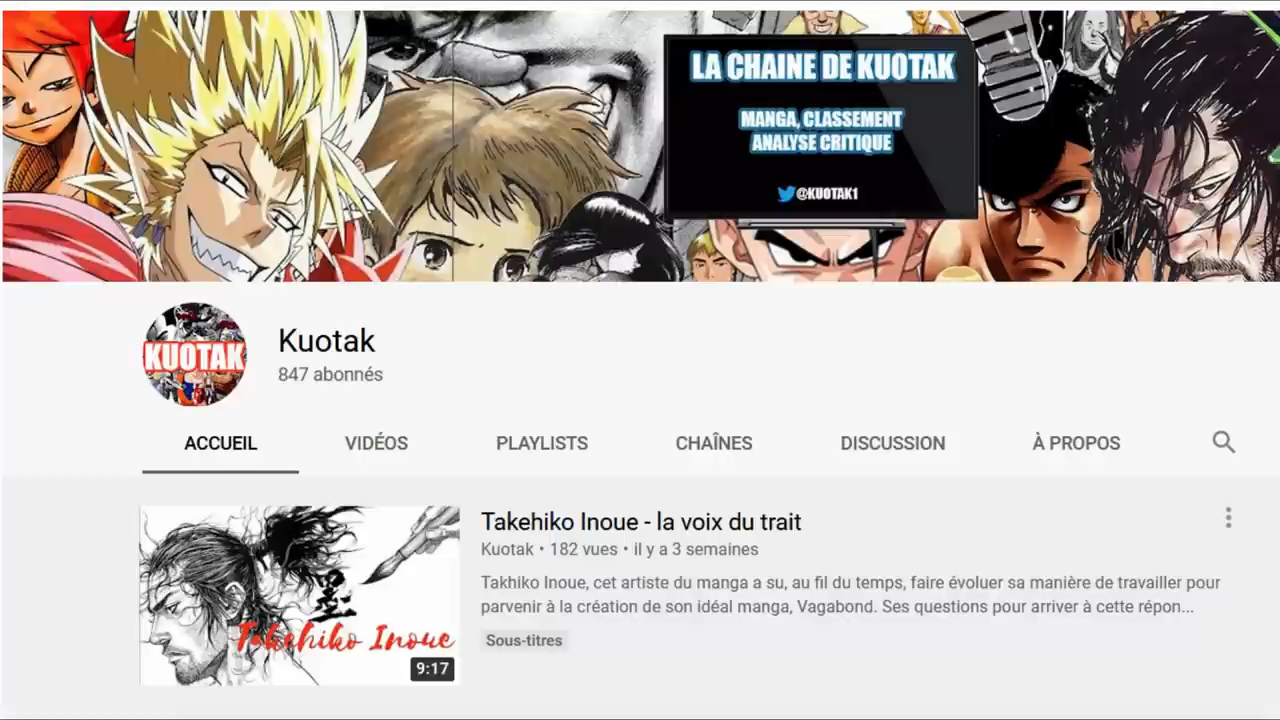 LA CHAINE DE KUOTAK
MANGA, CLASSEMENT
ANALYSE CRITIQUE
@KUOTAK1
KUOTAK
Kuotak
847 abonnés
ACCUEIL VIDÉOS PLAYLISTS CHAÎNES DISCUSSION À PROPOS
墨
Takehiko Inoue
9:17
Takehiko Inoue - la voix du trait
Kuotak • 182 vues • il y a 3 semaines
Takhiko Inoue, cet artiste du manga a su, au fil du temps, faire évoluer sa manière de travailler pour
parvenir à la création de son idéal manga, Vagabond. Ses questions pour arriver à cette répon...
Sous-titres